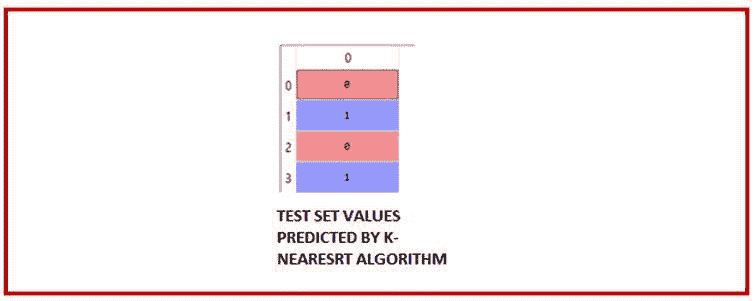 0
0 0
1 1
2 0
3 1
TEST SET VALUES
PREDICTED BY K-
NEARESRT ALGORITHM